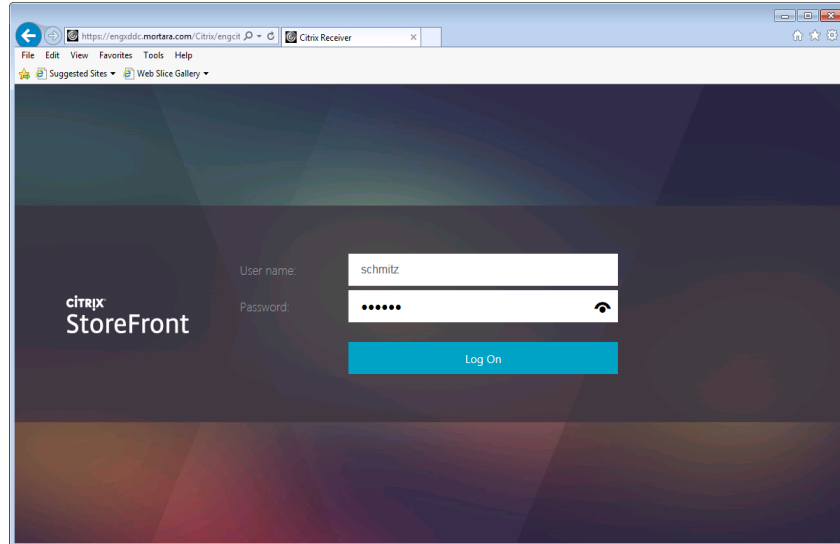 https://engxddc.mortara.com/Citrix/engcit
Citrix Receiver
File Edit View Favorites Tools Help
Suggested Sites Web Slice Gallery
User name:
schmitz
CITRIX
StoreFront
Password:
••••••
Log On